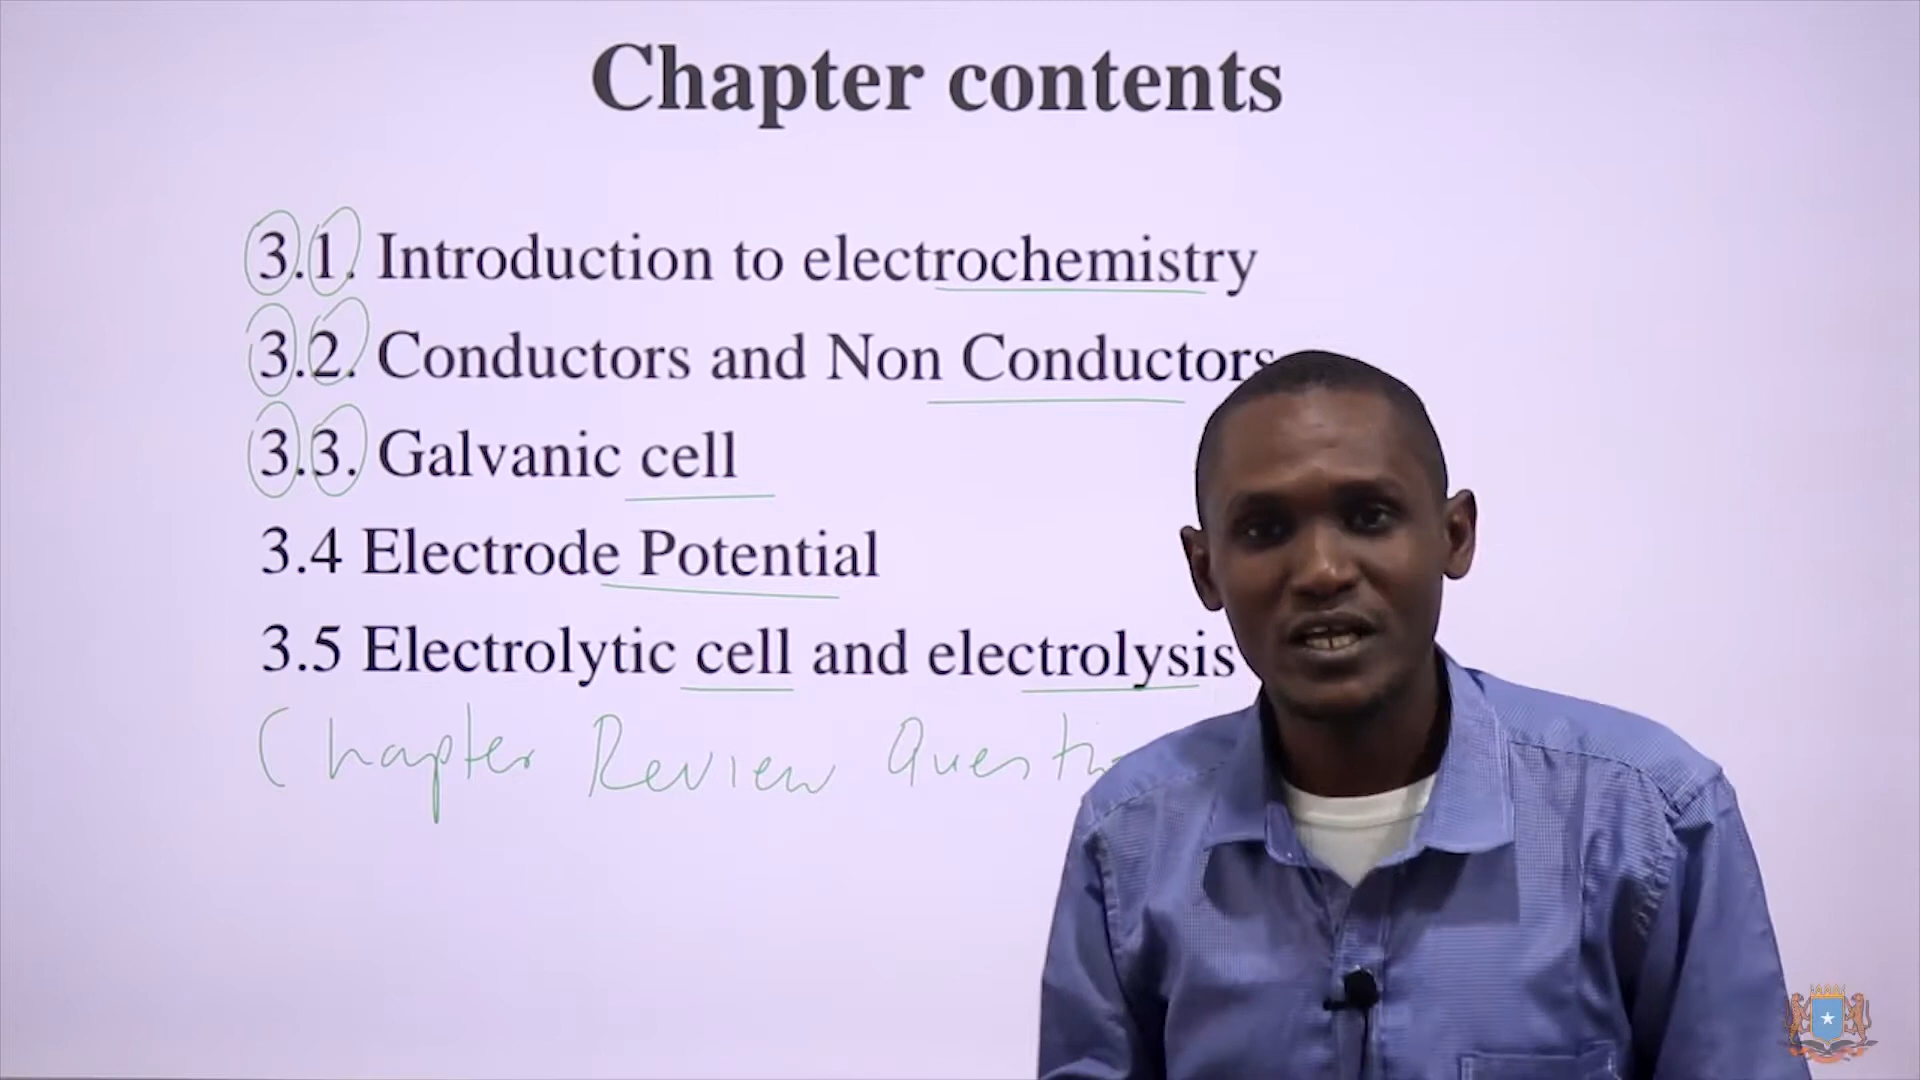 Chapter contents
3.1. Introduction to electrochemistry
3.2. Conductors and Non Conductors
3.3. Galvanic cell
3.4 Electrode Potential
3.5 Electrolytic cell and electrolysis
Chapter Review